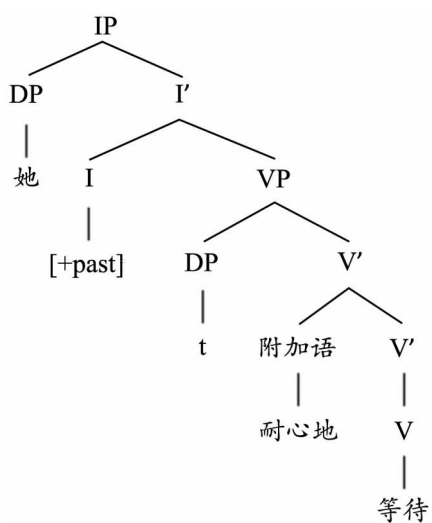 IP
DP I'
她 I VP
[+past] DP V'
t 附加语 V'
耐心地 V
等待